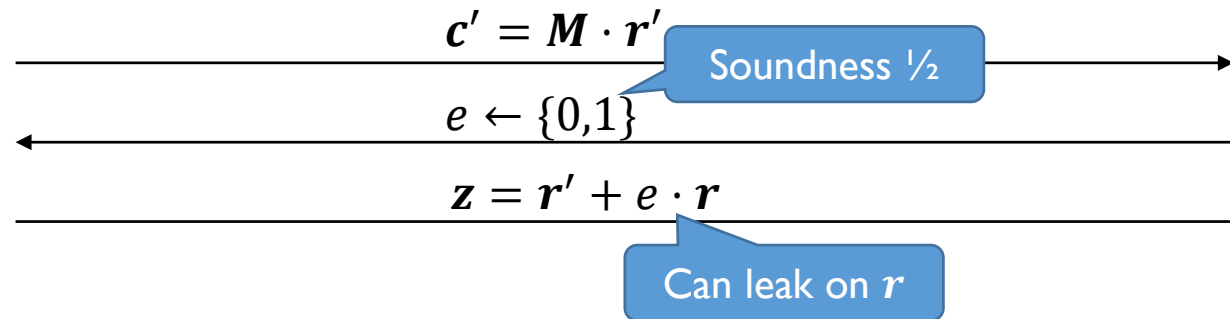 c′ = M · r′
Soundness ½
e ← {0,1}
z = r′ + e · r
Can leak on r